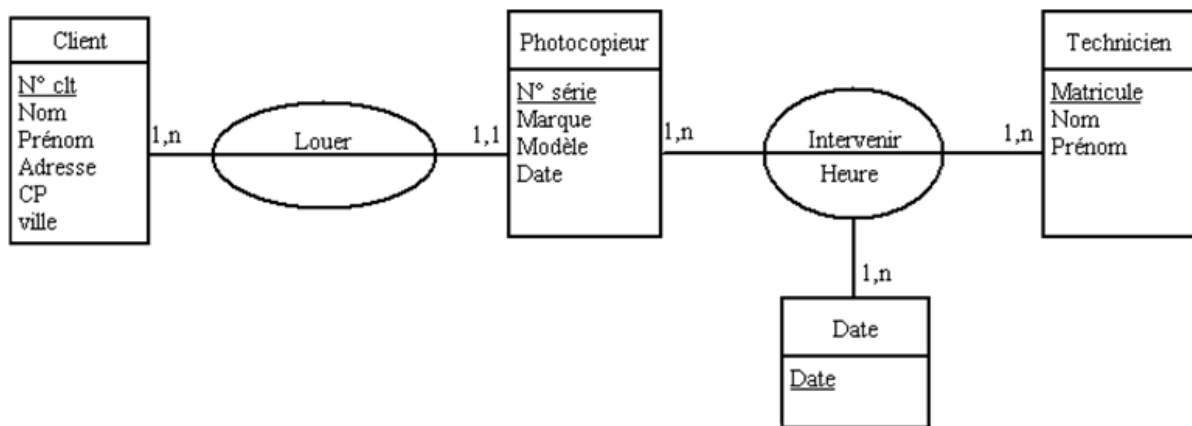 Client
N° clt
Nom
Prénom
Adresse
CP
ville
1,n
Louer
1,1
Photocopieur
N° série
Marque
Modèle
Date
1,n
Intervenir
Heure
1,n
Technicien
Matricule
Nom
Prénom
1,n
Date
Date